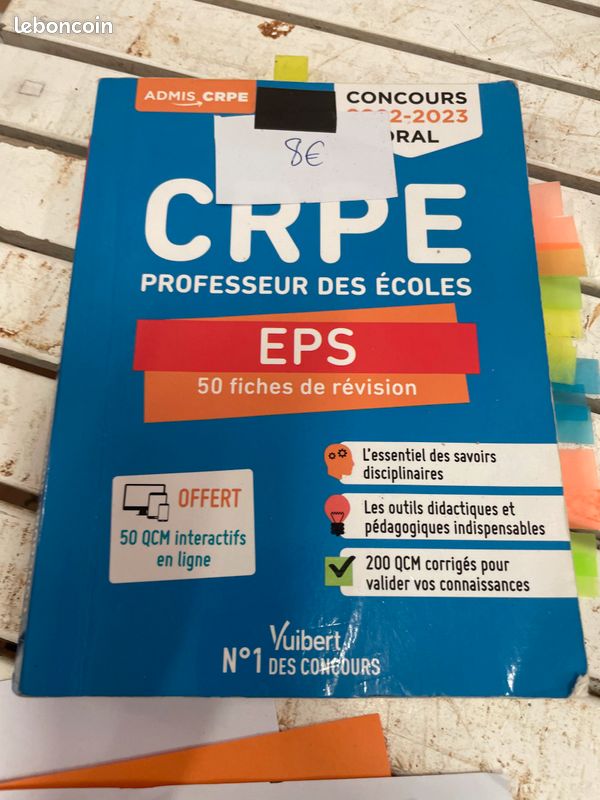 leboncoin
ADMIS CRPE
CONCOURS
2022-2023
ORAL
8€
CRPE
PROFESSEUR DES ÉCOLES
EPS
50 fiches de révision
L'essentiel des savoirs
disciplinaires
OFFERT
50 QCM interactifs
en ligne
Les outils didactiques et
pédagogiques indispensables
200 QCM corrigés pour
valider vos connaissances
Vuibert
N°1 DES CONCOURS